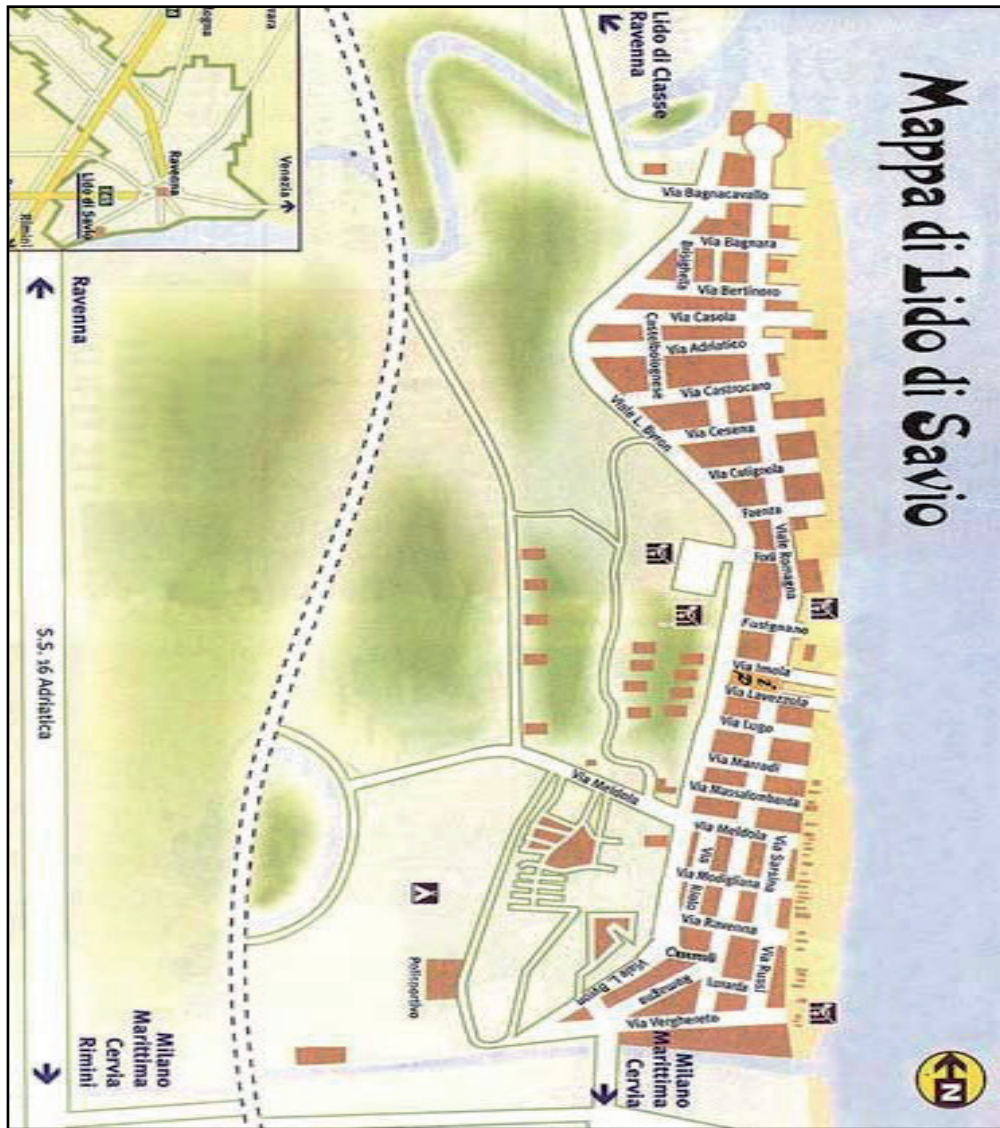 Mappa di Lido di Savio
N
Lido di Classe
Ravenna
Via Bagnacavallo
Via Bagnara
Brisighella
Via Bertinoro
Via Casola
Via Adriatico
Castelbolognese
Via Castrocaro
Viale L. Byron
Via Cesena
Via Cotignola
Faenza
Viale Romagna
Forlì
Fusignano
Via Imola
P
Via Lavezzola
Via Lugo
Via Marradi
Via Massalombarda
Via Meldola
Via Meldola
Via Sarsina
Via
Riolo
Via Modigliana
Via Ravenna
Via Russi
Viale L. Byron
Romagna
Via Verghereto
Polisportivo
Milano
Marittima
Cervia
Venezia
Ravenna
Lido di Savio
Rimini
Ravenna
S.S. 16 Adriatica
Milano
Marittima
Cervia
Rimini